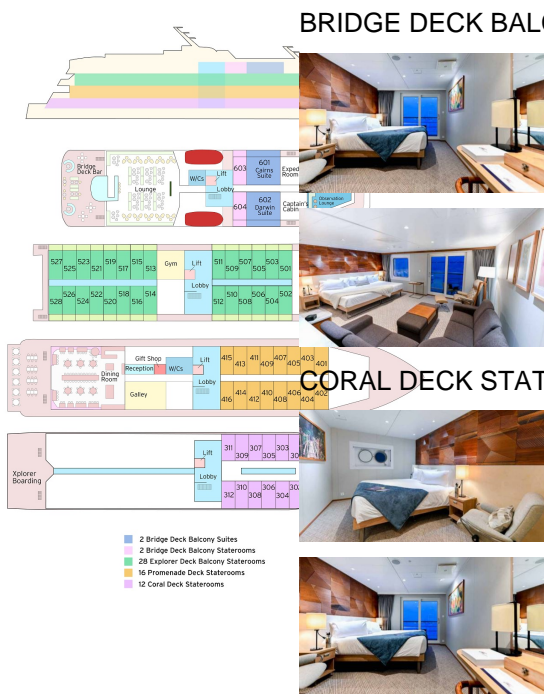 BRIDGE DECK BALC
Bridge
Deck Bar
Lounge
W/Cs
Lift
Lobby
603
604
601
Cairns
Suite
602
Darwin
Suite
Exped
Room
Captain's
Cabin
Observation
Lounge
527
525
523
521
519
517
515
513
Gym
Lift
Lobby
511
509
507
505
503
501
528
526
524
522
520
518
516
514
512
510
508
506
504
502
Dining
Room
Gift Shop
Reception
W/Cs
Galley
Lift
Lobby
415
413
411
409
407
405
403
401
416
414
412
410
408
406
404
402
CORAL DECK STAT
Xplorer
Boarding
Lift
Lobby
311
309
307
305
303
312
310
308
306
304
2 Bridge Deck Balcony Suites
2 Bridge Deck Balcony Staterooms
28 Explorer Deck Balcony Staterooms
16 Promenade Deck Staterooms
12 Coral Deck Staterooms